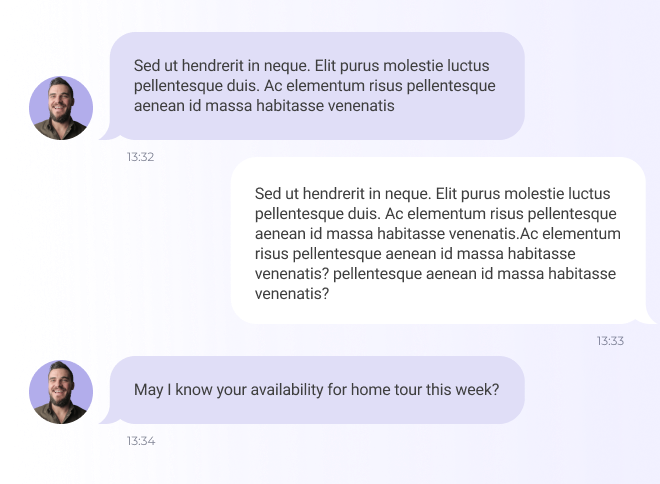 Sed ut hendrerit in neque. Elit purus molestie luctus
pellentesque duis. Ac elementum risus pellentesque
aenean id massa habitasse venenatis
13:32
Sed ut hendrerit in neque. Elit purus molestie luctus
pellentesque duis. Ac elementum risus pellentesque
aenean id massa habitasse venenatis.Ac elementum
risus pellentesque aenean id massa habitasse
venenatis? pellentesque aenean id massa habitasse
venenatis?
13:33
May I know your availability for home tour this week?
13:34